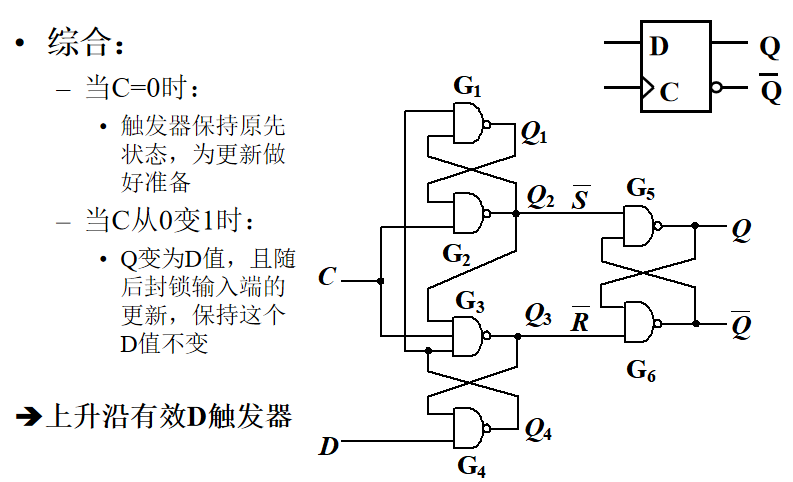 • 综合：
– 当C=0时：
• 触发器保持原先
状态，为更新做
好准备
– 当C从0变1时：
• Q变为D值，且随
后封锁输入端的
更新，保持这个
D值不变
➔上升沿有效D触发器
D
Q
C
Q̅
G₁
Q₁
Q₂
S̅
G₅
Q
G₂
C
G₃
Q₃
R̅
Q̅
G₆
Q₄
D
G₄